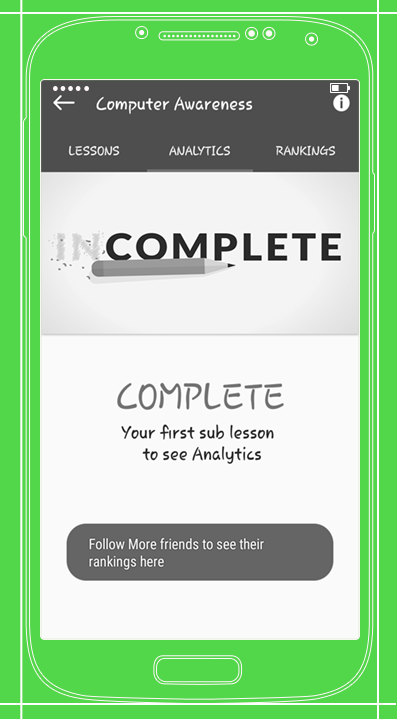 Computer Awareness
LESSONS ANALYTICS RANKINGS
INCOMPLETE
COMPLETE
Your first sub lesson
to see Analytics
Follow More friends to see their
rankings here